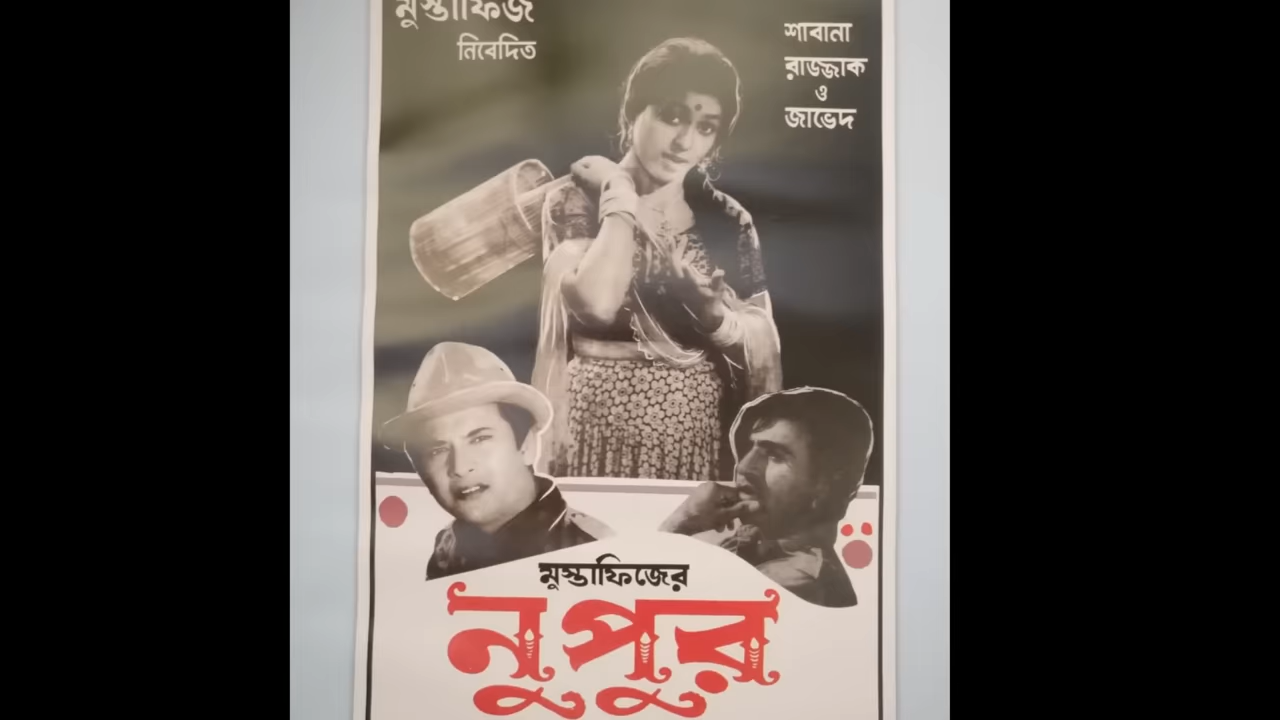 মুস্তাফিজ
নিবেদিত
শাবানা
রাজ্জাক
ও
জাভেদ
মুস্তাফিজের
নুপুর